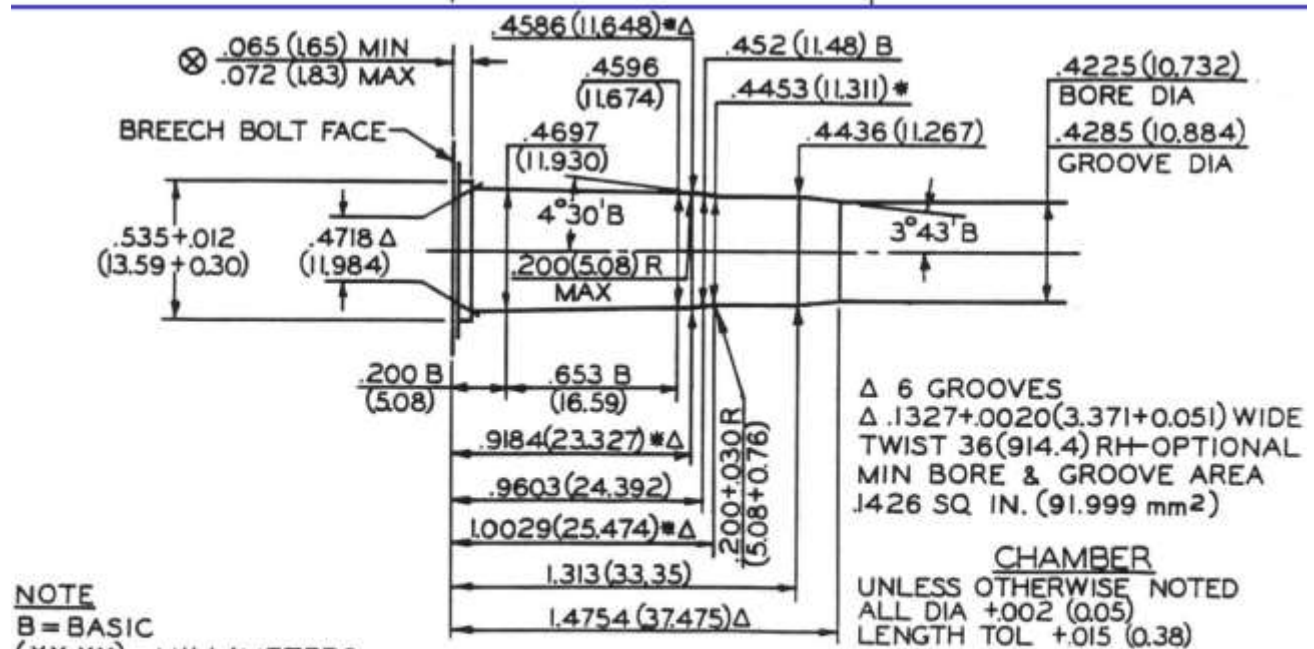 .4586 (11.648)*Δ
⊗ .065 (1.65) MIN
.072 (1.83) MAX
.452 (11.48) B
.4596
(11.674)
.4453 (11.311)*
.4225 (10.732)
BORE DIA
BREECH BOLT FACE
.4697
(11.930)
.4436 (11.267)
.4285 (10.884)
GROOVE DIA
4°30'B
3°43'B
.535+.012
(13.59+0.30)
.4718 Δ
(11.984)
.200(5.08) R
MAX
.200 B
(5.08)
.653 B
(16.59)
.200+.030 R
(5.08+0.76)
.9184(23.327)*Δ
.9603(24.392)
1.0029(25.474)*Δ
1.313(33.35)
1.4754 (37.475)Δ
Δ 6 GROOVES
Δ .1327+.0020(3.371+0.051) WIDE
TWIST 36(914.4) RH-OPTIONAL
MIN BORE & GROOVE AREA
.1426 SQ IN. (91.999 mm²)
CHAMBER
UNLESS OTHERWISE NOTED
ALL DIA +.002 (0.05)
LENGTH TOL +.015 (0.38)
NOTE
B = BASIC